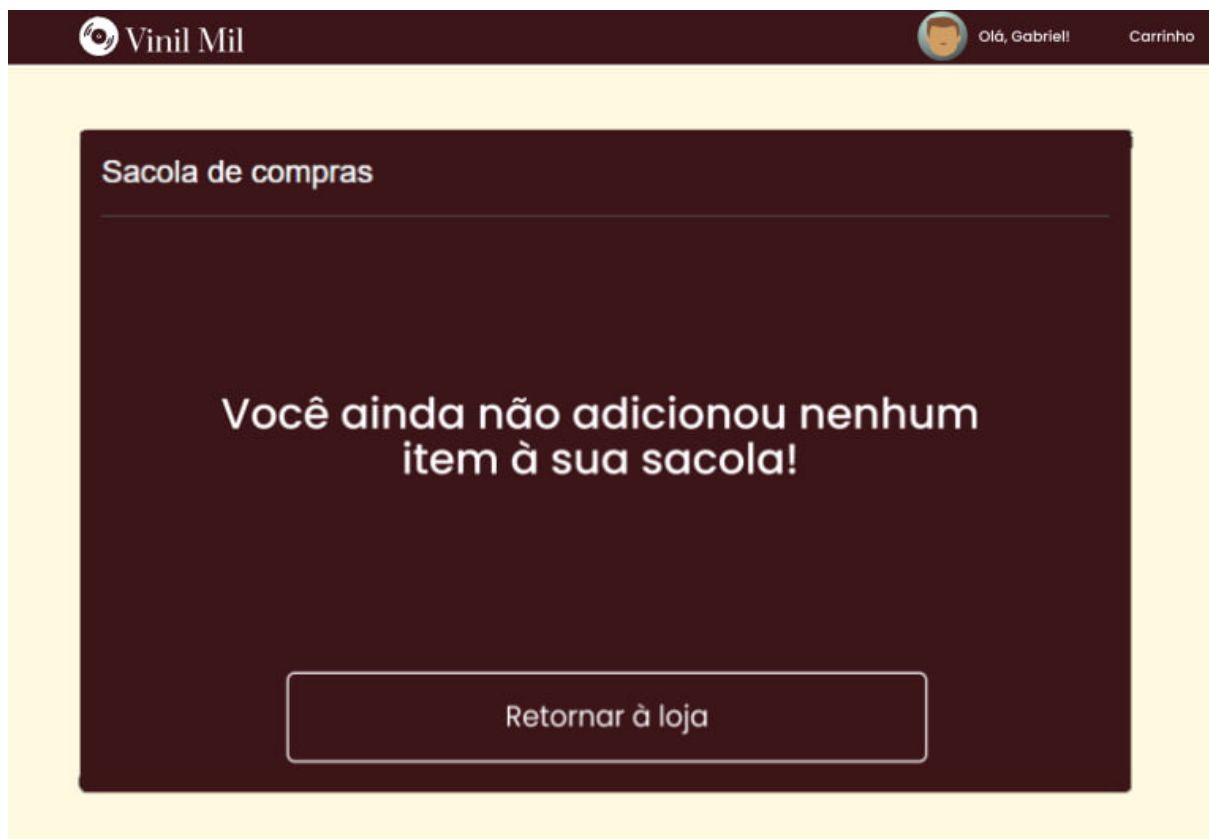 Vinil Mil
Olá, Gabriel!
Carrinho
Sacola de compras
Você ainda não adicionou nenhum
item à sua sacola!
Retornar à loja